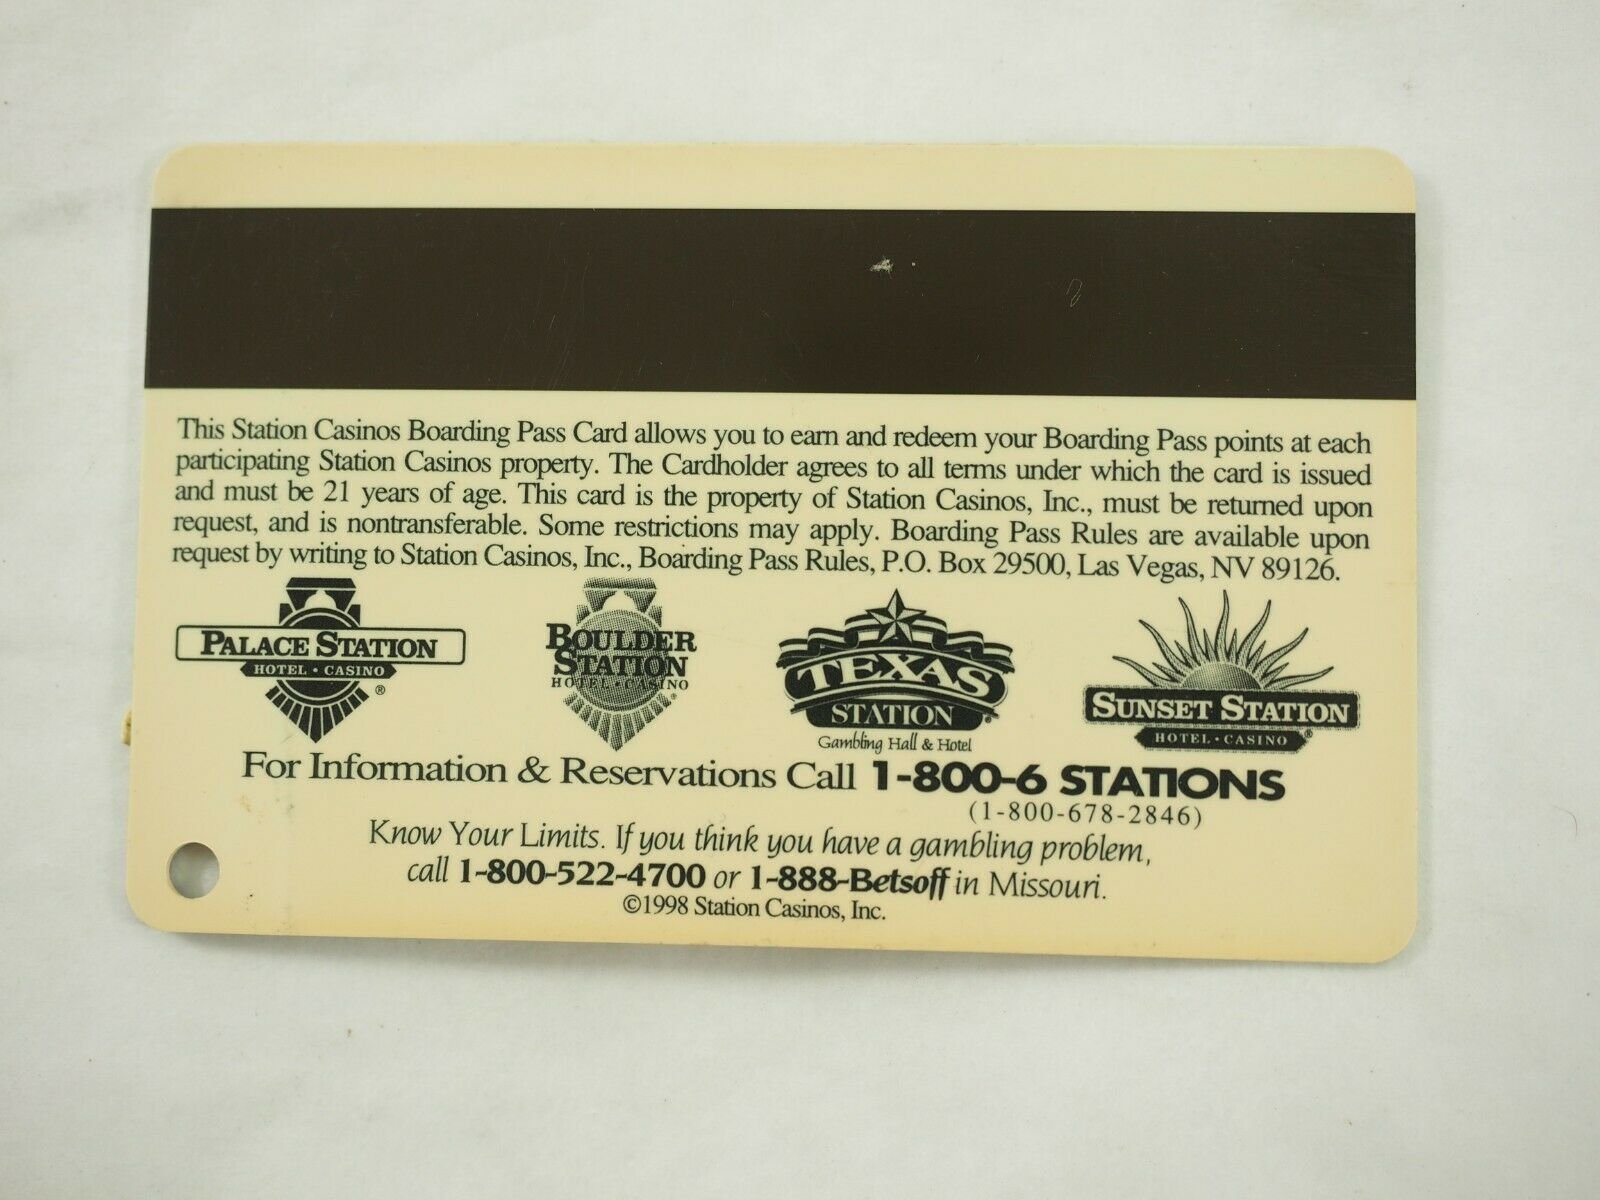 This Station Casinos Boarding Pass Card allows you to earn and redeem your Boarding Pass points at each
participating Station Casinos property. The Cardholder agrees to all terms under which the card is issued
and must be 21 years of age. This card is the property of Station Casinos, Inc., must be returned upon
request, and is nontransferable. Some restrictions may apply. Boarding Pass Rules are available upon
request by writing to Station Casinos, Inc., Boarding Pass Rules, P.O. Box 29500, Las Vegas, NV 89126.
PALACE STATION
HOTEL • CASINO
®
BOULDER
STATION
HOTEL • CASINO
®
TEXAS
STATION
®
Gambling Hall & Hotel
SUNSET STATION
HOTEL • CASINO
®
For Information & Reservations Call 1-800-6 STATIONS
(1-800-678-2846)
Know Your Limits. If you think you have a gambling problem,
call 1-800-522-4700 or 1-888-Betsoff in Missouri.
©1998 Station Casinos, Inc.